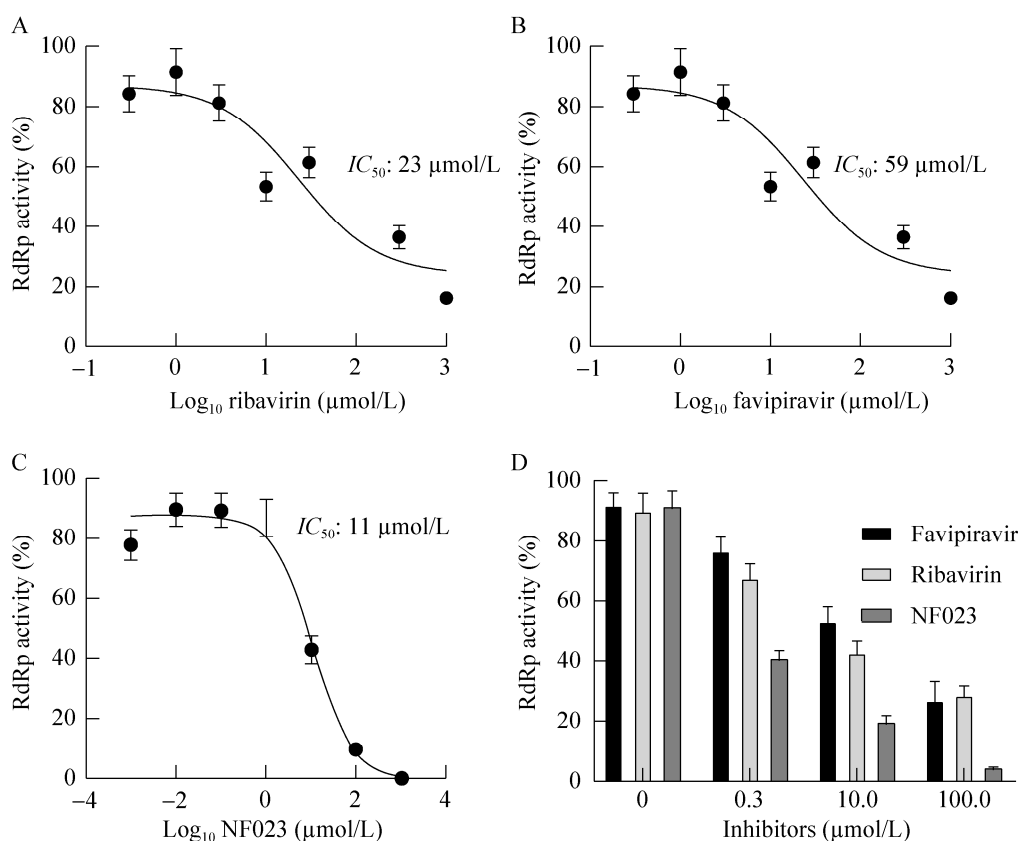 A
100
80
60
40
20
0
RdRp activity (%)
IC₅₀: 23 μmol/L
−1
0
1
2
3
Log₁₀ ribavirin (μmol/L)
B
100
80
60
40
20
0
RdRp activity (%)
IC₅₀: 59 μmol/L
−1
0
1
2
3
Log₁₀ favipiravir (μmol/L)
C
100
80
60
40
20
0
RdRp activity (%)
IC₅₀: 11 μmol/L
−4
−2
0
2
4
Log₁₀ NF023 (μmol/L)
D
100
80
60
40
20
0
RdRp activity (%)
Favipiravir
Ribavirin
NF023
0
0.3
10.0
100.0
Inhibitors (μmol/L)